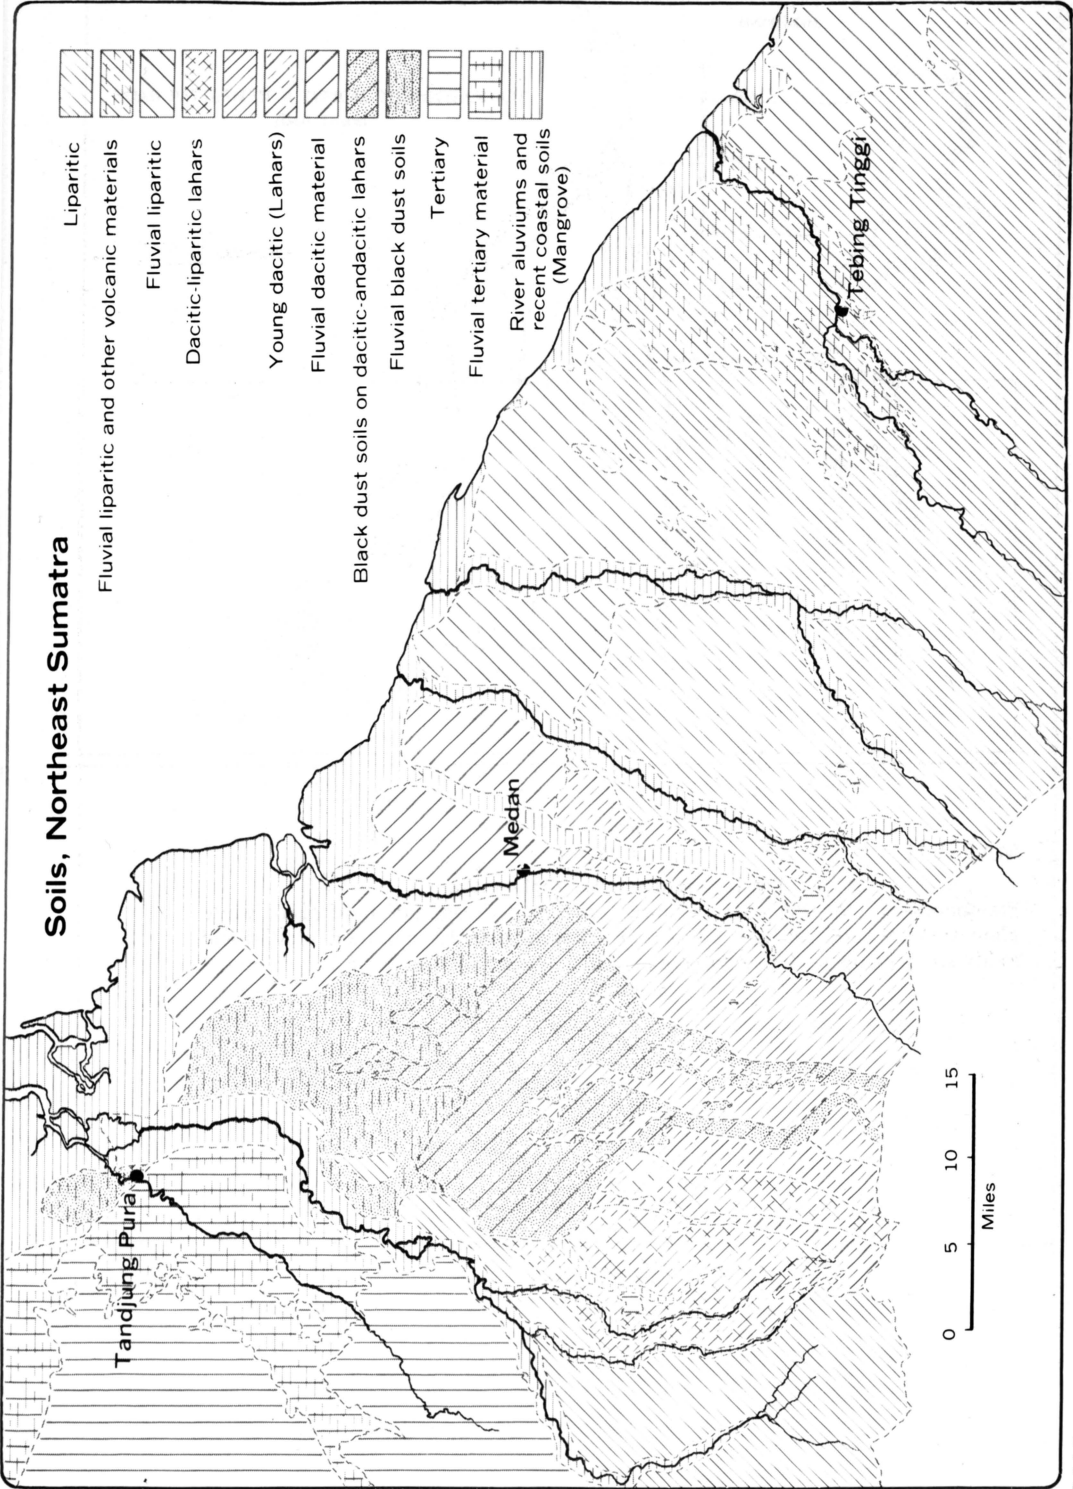 Soils, Northeast Sumatra
Liparitic
Fluvial liparitic and other volcanic materials
Fluvial liparitic
Dacitic-liparitic lahars
Young dacitic (Lahars)
Fluvial dacitic material
Black dust soils on dacitic-andacitic lahars
Fluvial black dust soils
Tertiary
Fluvial tertiary material
River aluviums and
recent coastal soils
(Mangrove)
Tandjung Pura
Medan
Tebing Tinggi
0 5 10 15
Miles